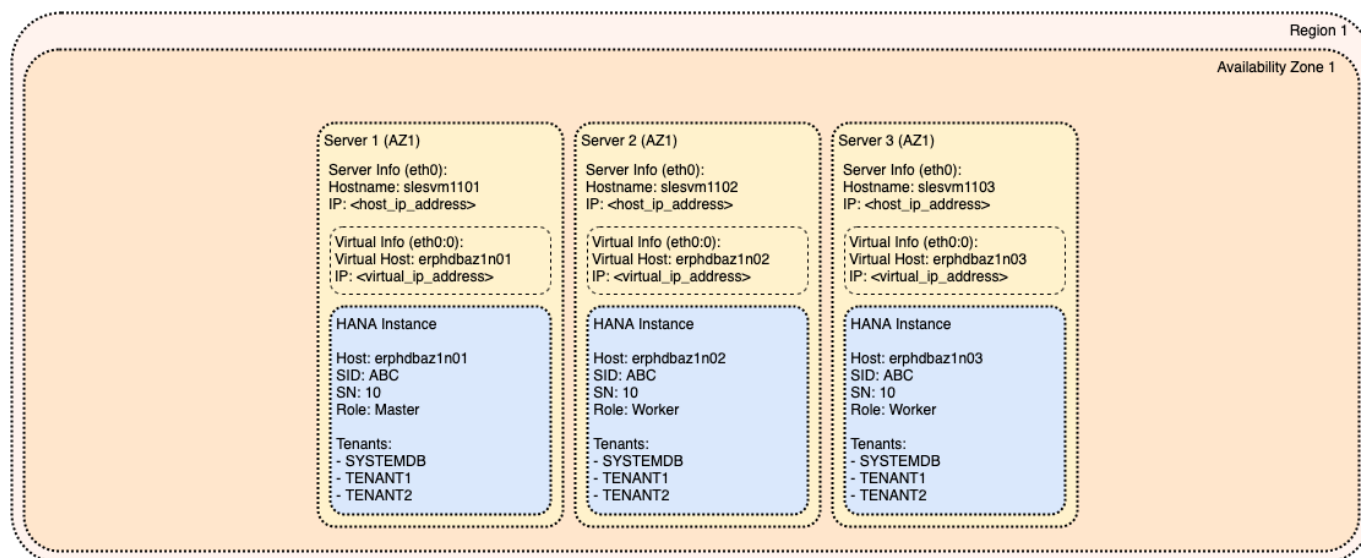 Region 1
Availability Zone 1
Server 1 (AZ1)
Server Info (eth0):
Hostname: slesvm1101
IP: <host_ip_address>
Virtual Info (eth0:0):
Virtual Host: erphdbaz1n01
IP: <virtual_ip_address>
HANA Instance
Host: erphdbaz1n01
SID: ABC
SN: 10
Role: Master
Tenants:
- SYSTEMDB
- TENANT1
- TENANT2
Server 2 (AZ1)
Server Info (eth0):
Hostname: slesvm1102
IP: <host_ip_address>
Virtual Info (eth0:0):
Virtual Host: erphdbaz1n02
IP: <virtual_ip_address>
HANA Instance
Host: erphdbaz1n02
SID: ABC
SN: 10
Role: Worker
Tenants:
- SYSTEMDB
- TENANT1
- TENANT2
Server 3 (AZ1)
Server Info (eth0):
Hostname: slesvm1103
IP: <host_ip_address>
Virtual Info (eth0:0):
Virtual Host: erphdbaz1n03
IP: <virtual_ip_address>
HANA Instance
Host: erphdbaz1n03
SID: ABC
SN: 10
Role: Worker
Tenants:
- SYSTEMDB
- TENANT1
- TENANT2